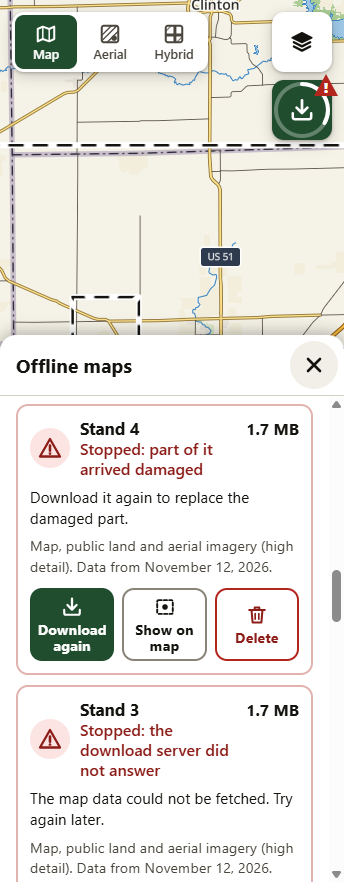 Clinton
Map
Aerial
Hybrid
US 51
Offline maps
Stand 4
1.7 MB
Stopped: part of it
arrived damaged
Download it again to replace the
damaged part.
Map, public land and aerial imagery (high
detail). Data from November 12, 2026.
Download
again
Show on
map
Delete
Stand 3
1.7 MB
Stopped: the
download server did
not answer
The map data could not be fetched. Try
again later.
Map, public land and aerial imagery (high
detail). Data from November 12, 2026.